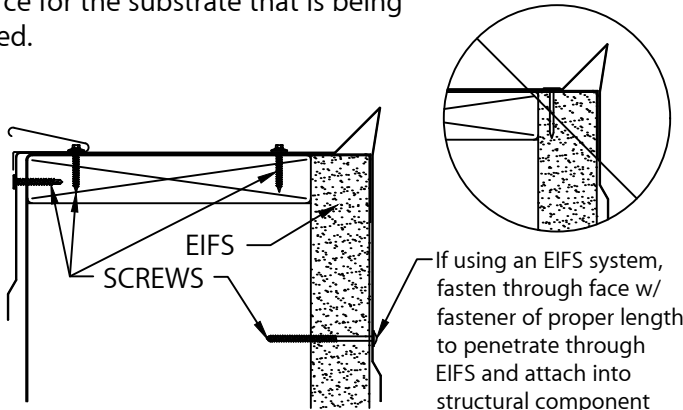 ce for the substrate that is being
ed.
EIFS
SCREWS
If using an EIFS system,
fasten through face w/
fastener of proper length
to penetrate through
EIFS and attach into
structural component